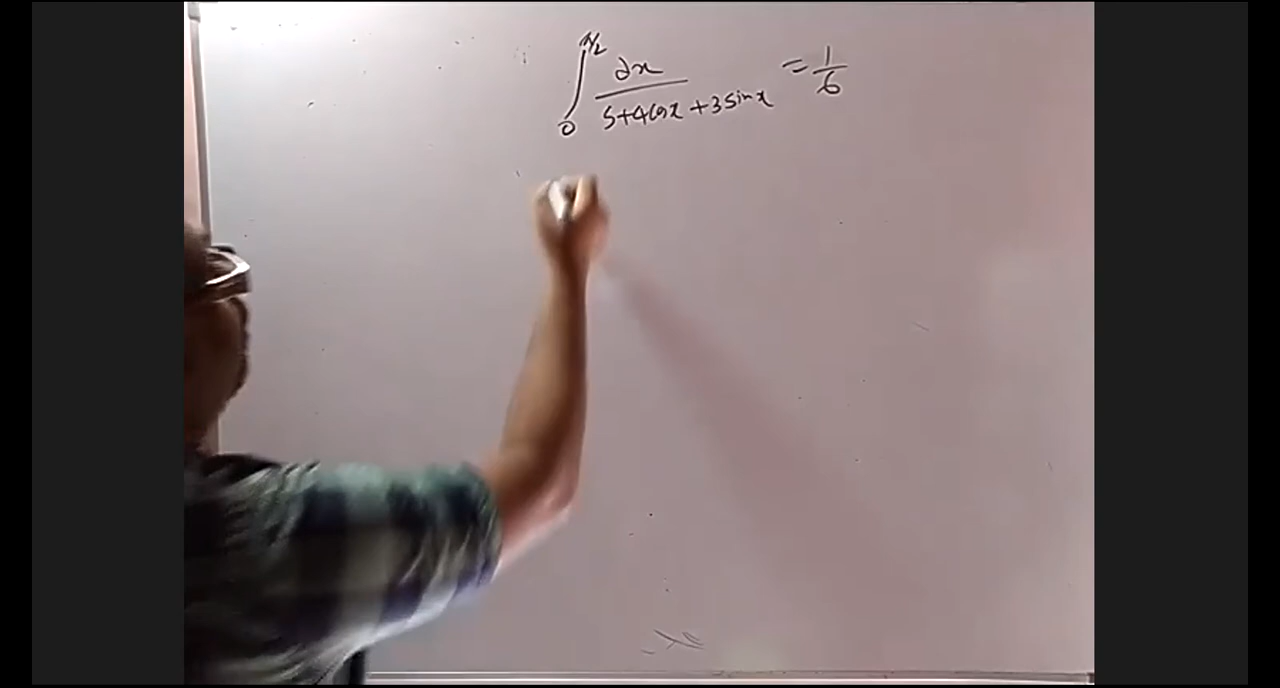 ∫₀^{π/2} dx / (5+4cosx+3sinx) = 1/6